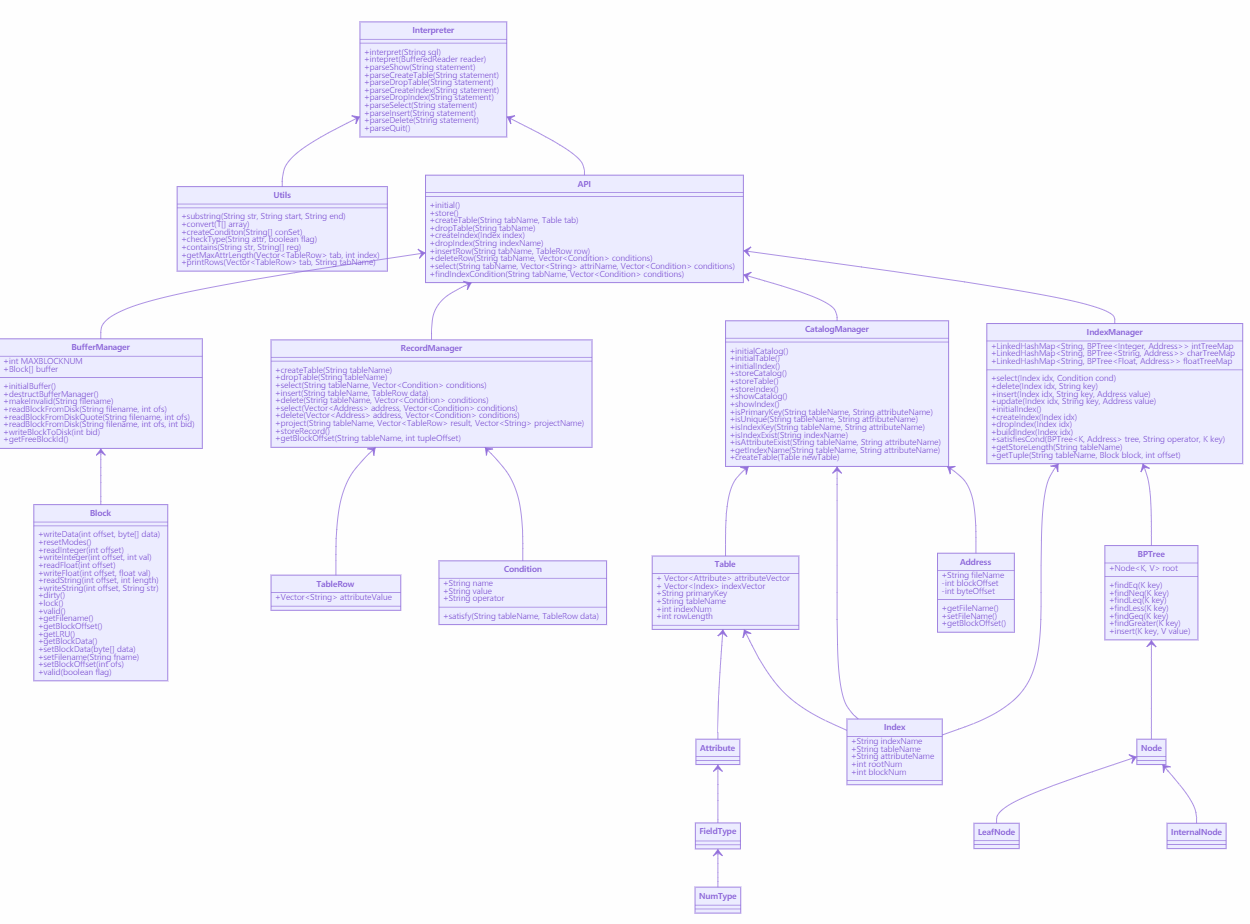 Interpreter
+interpret(String sql)
+intepret(BufferedReader reader)
+parseShow(String statement)
+parseCreateTable(String statement)
+parseDropTable(String statement)
+parseCreateIndex(String statement)
+parseDropIndex(String statement)
+parseSelect(String statement)
+parseInsert(String statement)
+parseDelete(String statement)
+parseQuit()
Utils
+substring(String str, String start, String end)
+convert(T[] array)
+createConditon(String[] conSet)
+checkType(String attr, boolean flag)
+contains(String str, String[] reg)
+getMaxAttrLength(Vector<TableRow> tab, int index)
+printRows(Vector<TableRow> tab, String tabName)
API
+initial()
+store()
+createTable(String tabName, Table tab)
+dropTable(String tabName)
+createIndex(Index index)
+dropIndex(String indexName)
+insertRow(String tabName, TableRow row)
+deleteRow(String tabName, Vector<Condition> conditions)
+select(String tabName, Vector<String> attriName, Vector<Condition> conditions)
+findIndexCondition(String tabName, Vector<Condition> conditions)
BufferManager
+int MAXBLOCKNUM
+Block[] buffer
+initialBuffer()
+destructBufferManager()
+makeInvalid(String filename)
+readBlockFromDisk(String filename, int ofs)
+readBlockFromDiskQuote(String filename, int ofs)
+readBlockFromDisk(String filename, int ofs, int bid)
+writeBlockToDisk(int bid)
+getFreeBlockId()
RecordManager
+createTable(String tableName)
+dropTable(String tableName)
+select(String tableName, Vector<Condition> conditions)
+insert(String tableName, TableRow data)
+delete(String tableName, Vector<Condition> conditions)
+select(Vector<Address> address, Vector<Condition> conditions)
+delete(Vector<Address> address, Vector<Condition> conditions)
+project(String tableName, Vector<TableRow> result, Vector<String> projectName)
+storeRecord()
+getBlockOffset(String tableName, int tupleOffset)
CatalogManager
+initialCatalog()
+initialTable()
+initialIndex()
+storeCatalog()
+storeTable()
+storeIndex()
+showCatalog()
+showIndex()
+isPrimaryKey(String tableName, String attributeName)
+isUnique(String tableName, String attributeName)
+isIndexKey(String tableName, String attributeName)
+isIndexExist(String indexName)
+isAttributeExist(String tableName, String attributeName)
+getIndexName(String tableName, String attributeName)
+createTable(Table newTable)
IndexManager
+LinkedHashMap<String, BPTree<Integer, Address>> intTreeMap
+LinkedHashMap<String, BPTree<String, Address>> charTreeMap
+LinkedHashMap<String, BPTree<Float, Address>> floatTreeMap
+select(Index idx, Condition cond)
+delete(Index idx, String key)
+insert(Index idx, String key, Address value)
+update(Index idx, String key, Address value)
+initialIndex()
+createIndex(Index idx)
+dropIndex(Index idx)
+buildIndex(Index idx)
+satisfiesCond(BPTree<K, Address> tree, String operator, K key)
+getStoreLength(String tableName)
+getTuple(String tableName, Block block, int offset)
Block
+writeData(int offset, byte[] data)
+resetModes()
+readInteger(int offset)
+writeInteger(int offset, int val)
+readFloat(int offset)
+writeFloat(int offset, float val)
+readString(int offset, int length)
+writeString(int offset, String str)
+dirty()
+lock()
+valid()
+getFilename()
+getBlockOffset()
+getLRU()
+getBlockData()
+setBlockData(byte[] data)
+setFilename(String fname)
+setBlockOffset(int ofs)
+valid(boolean flag)
TableRow
+Vector<String> attributeValue
Condition
+String name
+String value
+String operator
+satisfy(String tableName, TableRow data)
Table
+ Vector<Attribute> attributeVector
+ Vector<Index> indexVector
+String primaryKey
+String tableName
+int indexNum
+int rowLength
Address
+String fileName
-int blockOffset
-int byteOffset
+getFileName()
+setFileName()
+getBlockOffset()
BPTree
+Node<K, V> root
+findEq(K key)
+findNeq(K key)
+findLeq(K key)
+findLess(K key)
+findGeq(K key)
+findGreater(K key)
+insert(K key, V value)
Attribute
Index
+String indexName
+String tableName
+String attributeName
+int rootNum
+int blockNum
Node
FieldType
LeafNode
InternalNode
NumType